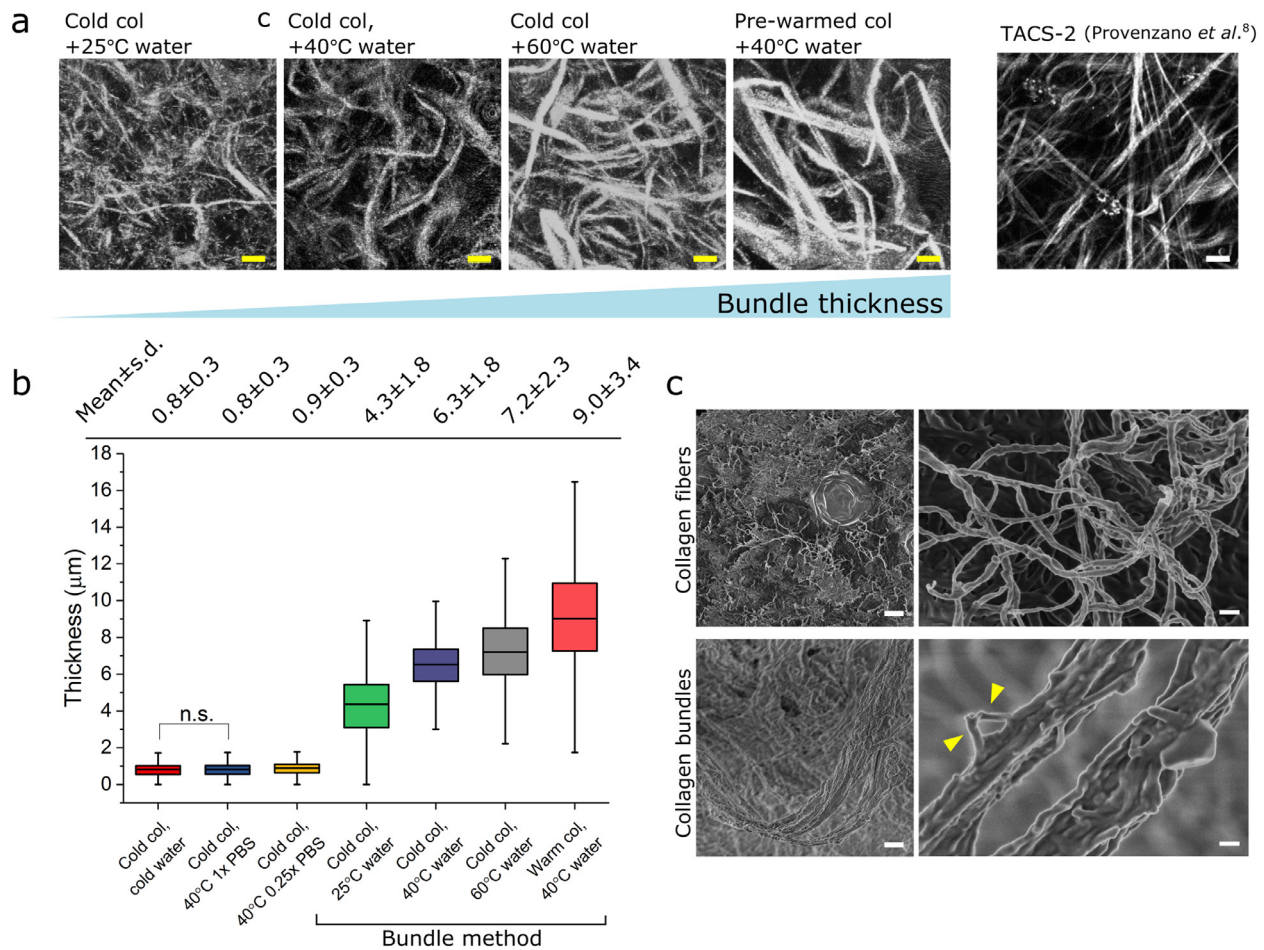 a
Cold col
+25°C water
c
Cold col,
+40°C water
Cold col
+60°C water
Pre-warmed col
+40°C water
TACS-2 (Provenzano et al.⁸)
Bundle thickness
b
Mean±s.d.
0.8±0.3
0.8±0.3
0.9±0.3
4.3±1.8
6.3±1.8
7.2±2.3
9.0±3.4
Thickness (μm)
18
16
14
12
10
8
6
4
2
0
n.s.
Cold col,
cold water
Cold col,
40°C 1x PBS
Cold col,
40°C 0.25x PBS
Cold col,
25°C water
Cold col,
40°C water
Cold col,
60°C water
Warm col,
40°C water
Bundle method
c
Collagen fibers
Collagen bundles